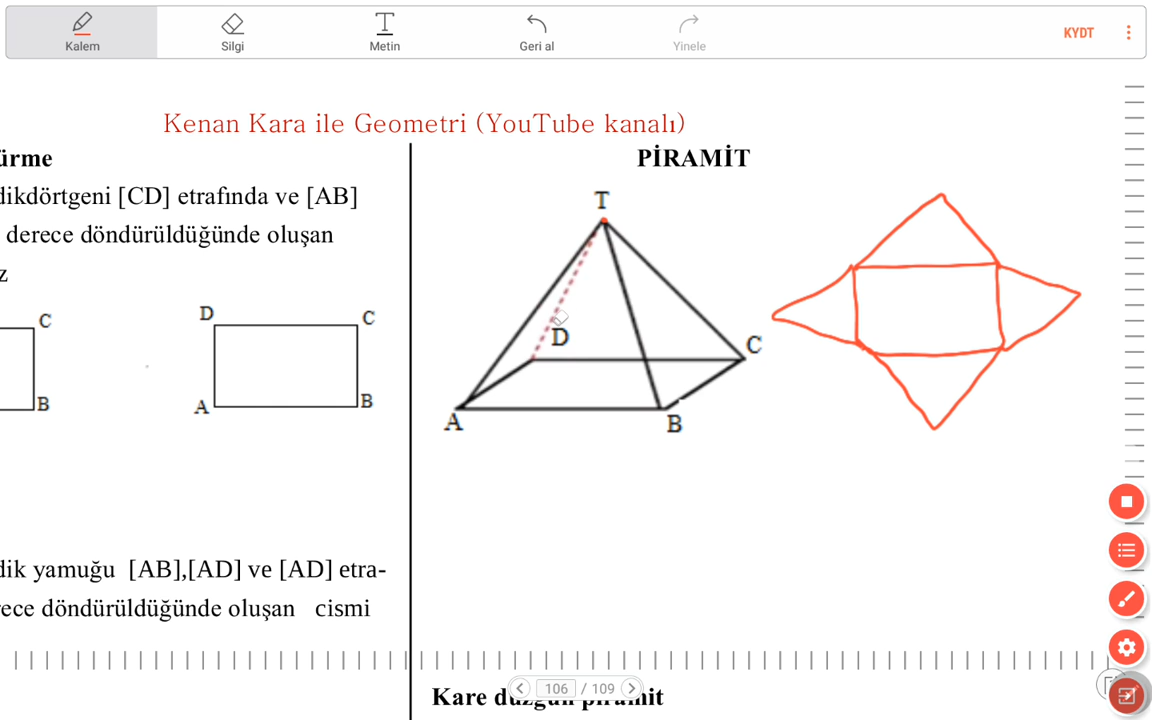 Kalem
Silgi
Metin
Geri al
Yinele
KYDT
Kenan Kara ile Geometri (YouTube kanalı)
ürme
dikdörtgeni [CD] etrafında ve [AB]
derece döndürüldüğünde oluşan
z
C
B
D
C
A
B
dik yamuğu [AB],[AD] ve [AD] etra-
rece döndürüldüğünde oluşan cismi
PİRAMİT
T
D
C
A
B
106 / 109
Kare düzgün piramit